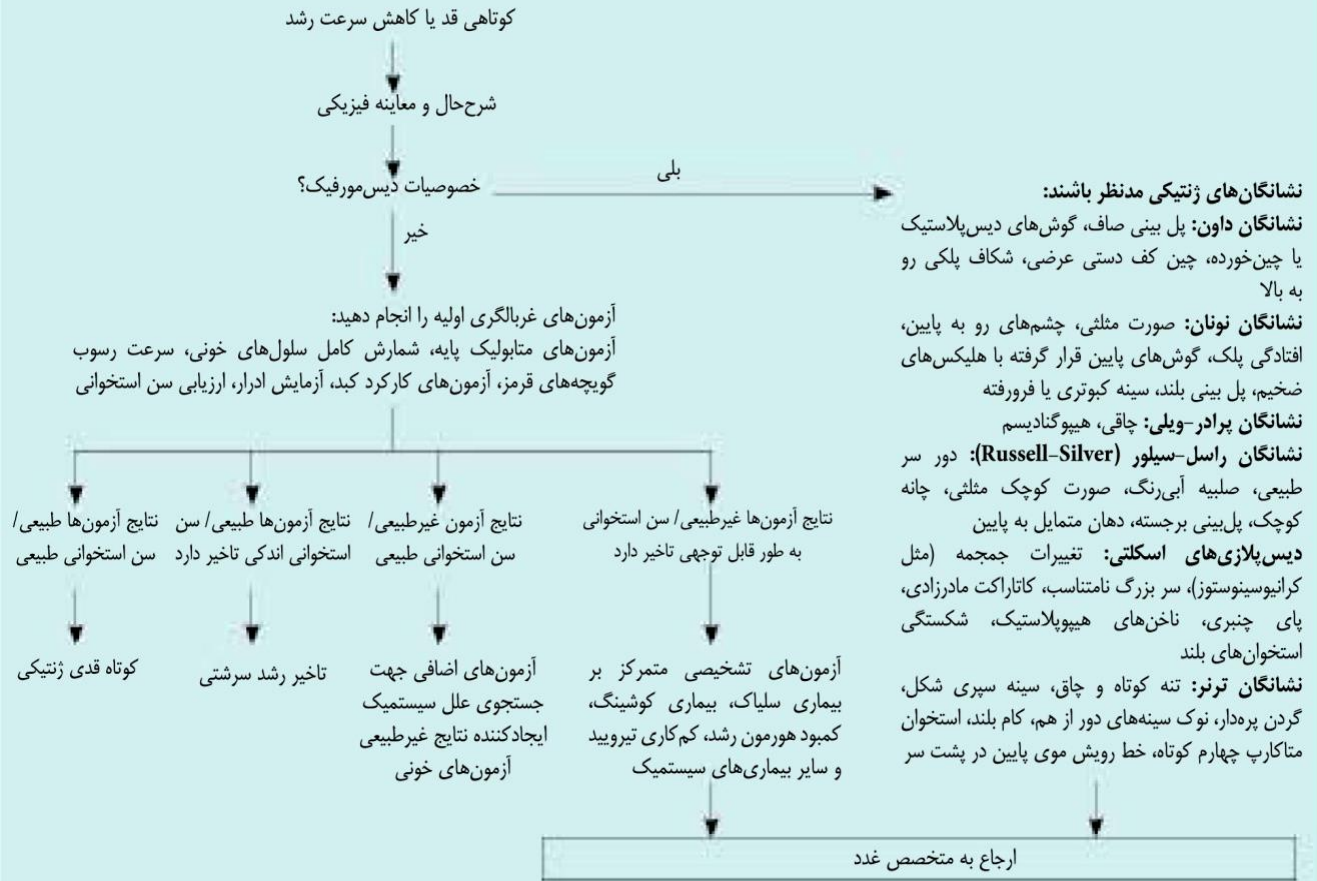 کوتاهی قد یا کاهش سرعت رشد
شرح‌حال و معاینه فیزیکی
خصوصیات دیس‌مورفیک؟
بلی
خیر
نشانگان‌های ژنتیکی مدنظر باشند:
نشانگان داون: پل بینی صاف، گوش‌های دیس‌پلاستیک
یا چین‌خورده، چین کف دستی عرضی، شکاف پلکی رو
به بالا
نشانگان نونان: صورت مثلثی، چشم‌های رو به پایین،
افتادگی پلک، گوش‌های پایین قرار گرفته با هلیکس‌های
ضخیم، پل بینی بلند، سینه کبوتری یا فرورفته
نشانگان پرادر-ویلی: چاقی، هیپوگنادیسم
نشانگان راسل-سیلور (Russell-Silver): دور سر
طبیعی، صلبیه آبی‌رنگ، صورت کوچک مثلثی، چانه
کوچک، پل‌بینی برجسته، دهان متمایل به پایین
دیس‌پلازی‌های اسکلتی: تغییرات جمجمه (مثل
کرانیوسینوستوز)، سر بزرگ نامتناسب، کاتاراکت مادرزادی،
پای چنبری، ناخن‌های هیپوپلاستیک، شکستگی
استخوان‌های بلند
نشانگان ترنر: تنه کوتاه و چاق، سینه سپری شکل،
گردن پره‌دار، نوک سینه‌های دور از هم، کام بلند، استخوان
متاکارپ چهارم کوتاه، خط رویش موی پایین در پشت سر
آزمون‌های غربالگری اولیه را انجام دهید:
آزمون‌های متابولیک پایه، شمارش کامل سلول‌های خونی، سرعت رسوب
گویچه‌های قرمز، آزمون‌های کارکرد کبد، آزمایش ادرار، ارزیابی سن استخوانی
نتایج آزمون‌ها غیرطبیعی/ سن استخوانی
به طور قابل توجهی تاخیر دارد
نتایج آزمون غیرطبیعی/
سن استخوانی طبیعی
نتایج آزمون‌ها طبیعی/ سن
استخوانی اندکی تاخیر دارد
نتایج آزمون‌ها طبیعی/
سن استخوانی طبیعی
آزمون‌های تشخیصی متمرکز بر
بیماری سلیاک، بیماری کوشینگ،
کمبود هورمون رشد، کم‌کاری تیرویید
و سایر بیماری‌های سیستمیک
آزمون‌های اضافی جهت
جستجوی علل سیستمیک
ایجادکننده نتایج غیرطبیعی
آزمون‌های خونی
تاخیر رشد سرشتی
کوتاه قدی ژنتیکی
ارجاع به متخصص غدد